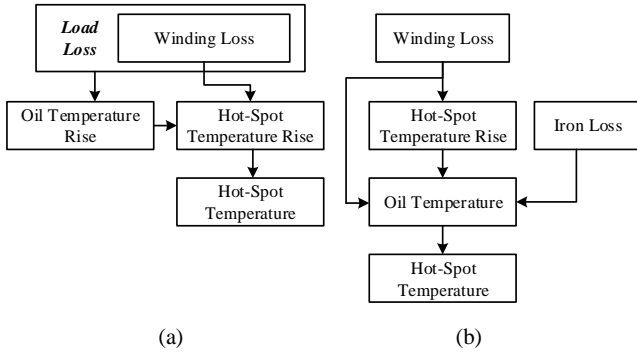 Load
Loss
Winding Loss
Oil Temperature
Rise
Hot-Spot
Temperature Rise
Hot-Spot
Temperature
(a)
Winding Loss
Hot-Spot
Temperature Rise
Iron Loss
Oil Temperature
Hot-Spot
Temperature
(b)